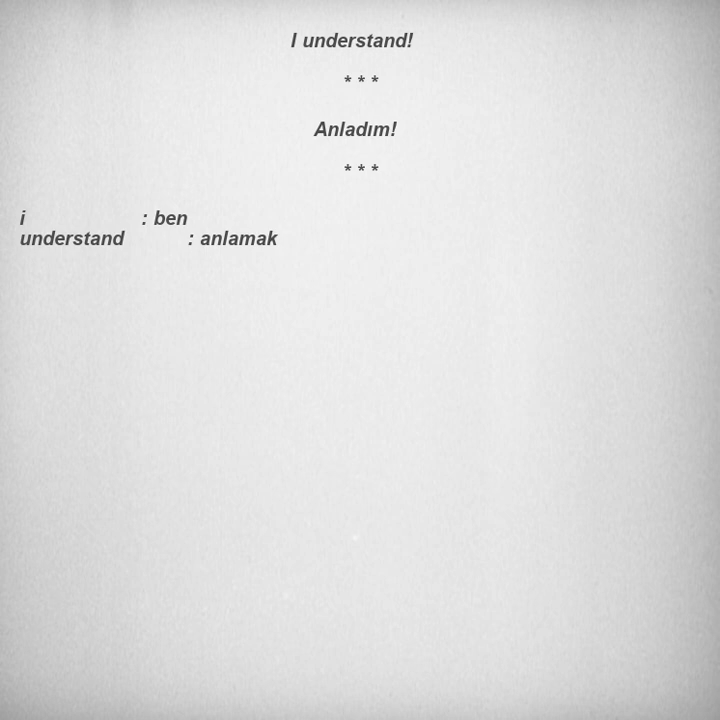 I understand!
* * *
Anladım!
* * *
i : ben
understand : anlamak